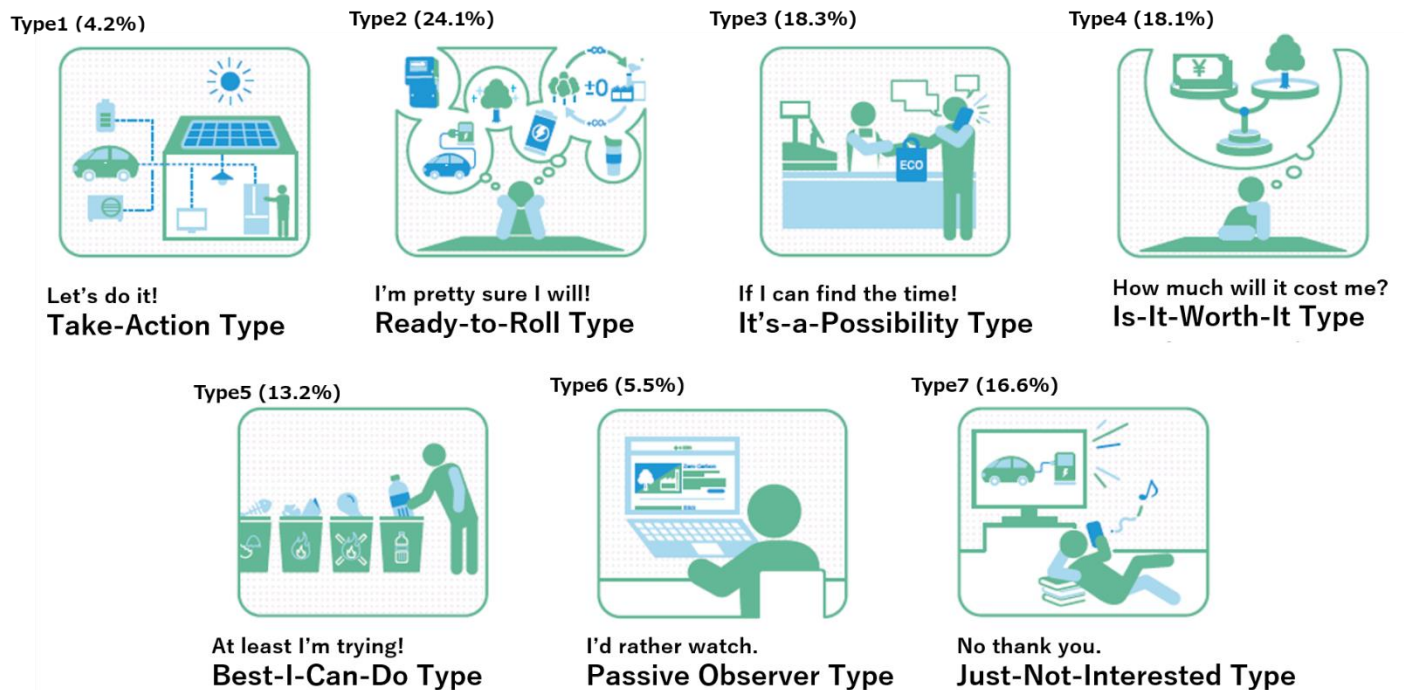 Type1 (4.2%)
Type2 (24.1%)
Type3 (18.3%)
Type4 (18.1%)
±0
ECO
¥
Let's do it!
Take-Action Type
I'm pretty sure I will!
Ready-to-Roll Type
If I can find the time!
It's-a-Possibility Type
How much will it cost me?
Is-It-Worth-It Type
Type5 (13.2%)
Type6 (5.5%)
Type7 (16.6%)
Zero Carbon
At least I'm trying!
Best-I-Can-Do Type
I'd rather watch.
Passive Observer Type
No thank you.
Just-Not-Interested Type